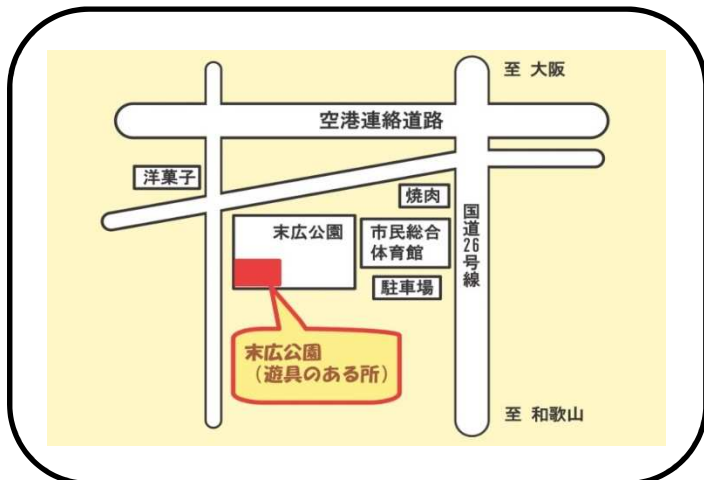 至 大阪
空港連絡道路
洋菓子
焼肉
国道26号線
末広公園
市民総合
体育館
駐車場
末広公園
（遊具のある所）
至 和歌山